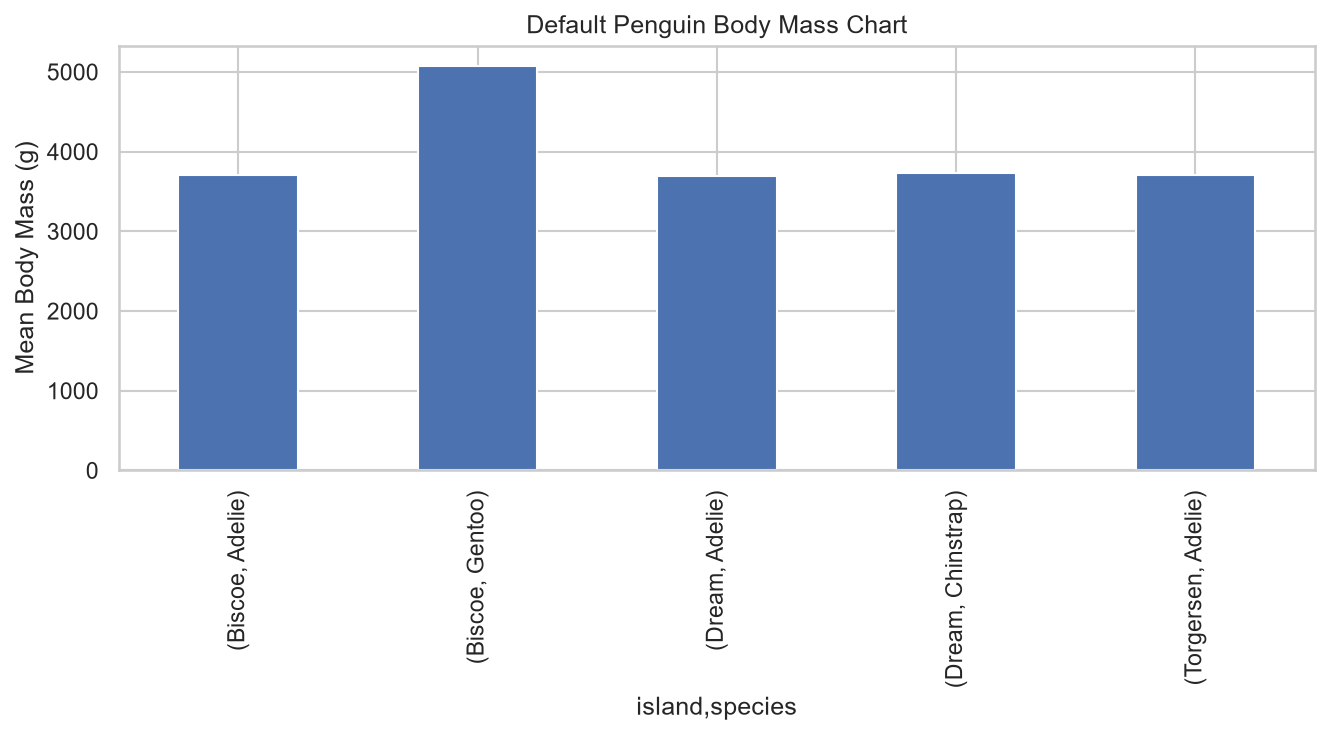 Default Penguin Body Mass Chart
Mean Body Mass (g)
5000
4000
3000
2000
1000
0
(Biscoe, Adelie)
(Biscoe, Gentoo)
(Dream, Adelie)
(Dream, Chinstrap)
(Torgersen, Adelie)
island,species